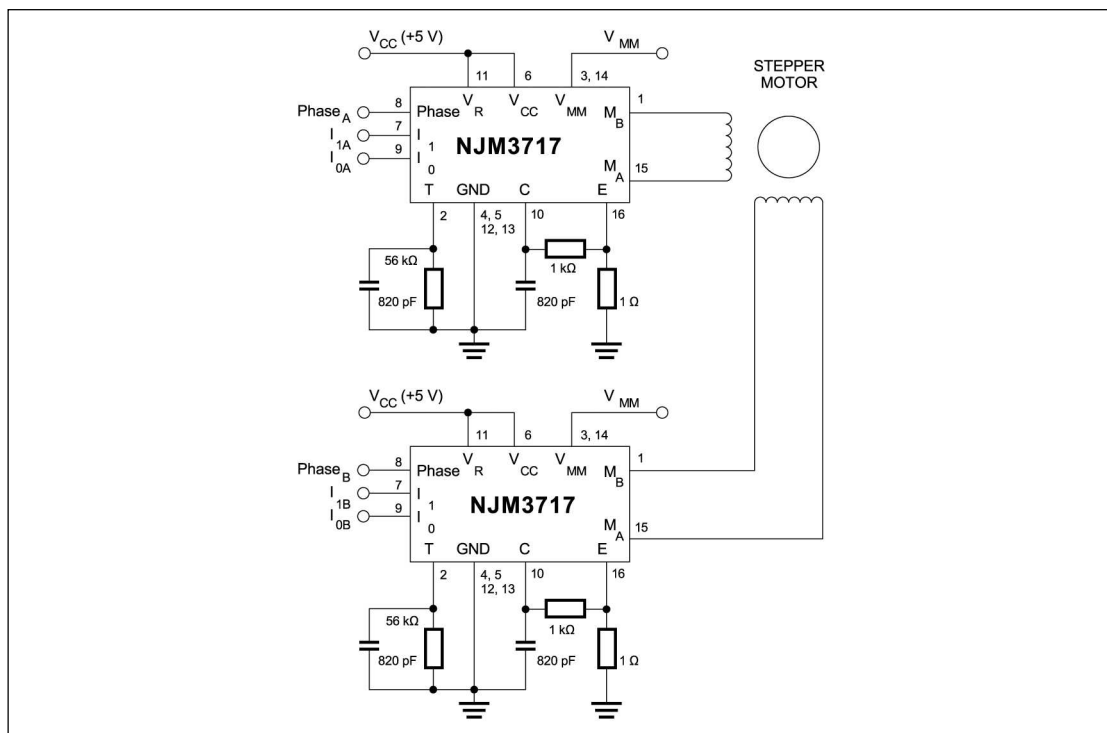 V CC (+5 V)
V MM
STEPPER
MOTOR
11
6
3, 14
1
Phase A
8
Phase
V R
V CC
V MM
M B
I 1A
7
I 1
NJM3717
I 0A
9
I 0
M A
15
T
GND
C
E
2
4, 5
12, 13
10
16
56 kΩ
1 kΩ
820 pF
820 pF
1 Ω
V CC (+5 V)
V MM
11
6
3, 14
1
Phase B
8
Phase
V R
V CC
V MM
M B
I 1B
7
I 1
NJM3717
I 0B
9
I 0
M A
15
T
GND
C
E
2
4, 5
12, 13
10
16
56 kΩ
1 kΩ
820 pF
820 pF
1 Ω